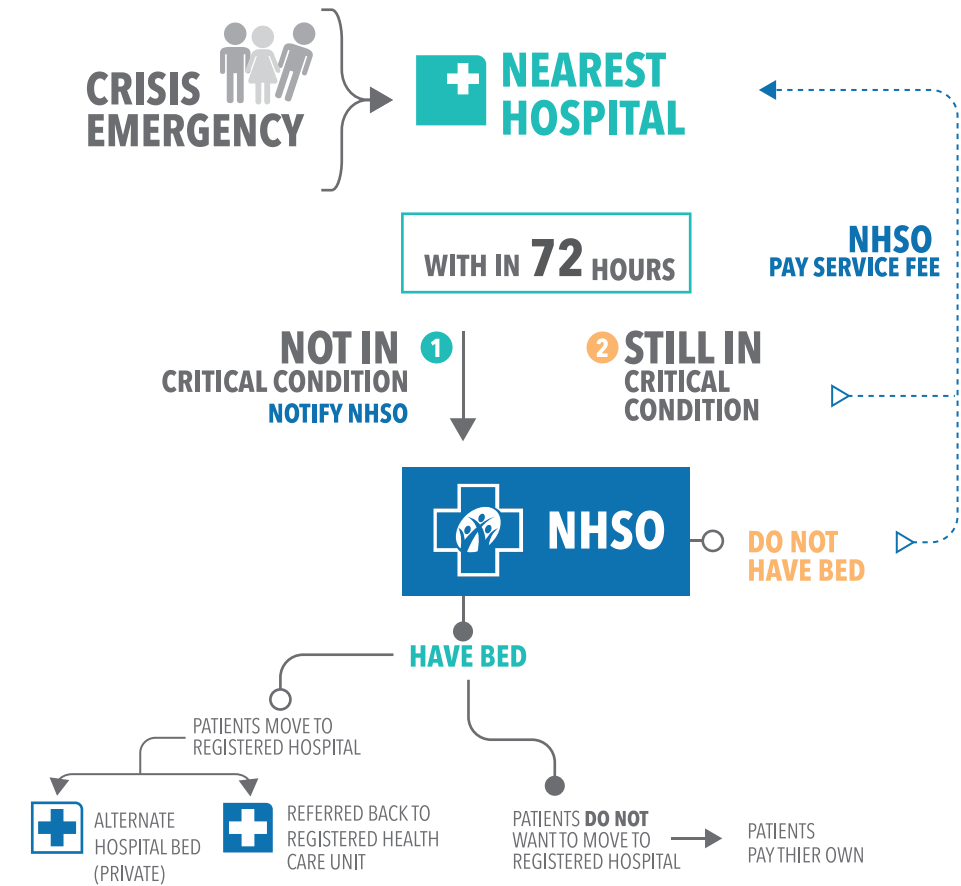 CRISIS
EMERGENCY
NEAREST
HOSPITAL
WITH IN 72 HOURS
NHSO
PAY SERVICE FEE
NOT IN 1
CRITICAL CONDITION
NOTIFY NHSO
2 STILL IN
CRITICAL
CONDITION
NHSO
DO NOT
HAVE BED
HAVE BED
PATIENTS MOVE TO
REGISTERED HOSPITAL
ALTERNATE
HOSPITAL BED
(PRIVATE)
REFERRED BACK TO
REGISTERED HEALTH
CARE UNIT
PATIENTS DO NOT
WANT TO MOVE TO
REGISTERED HOSPITAL
PATIENTS
PAY THIER OWN